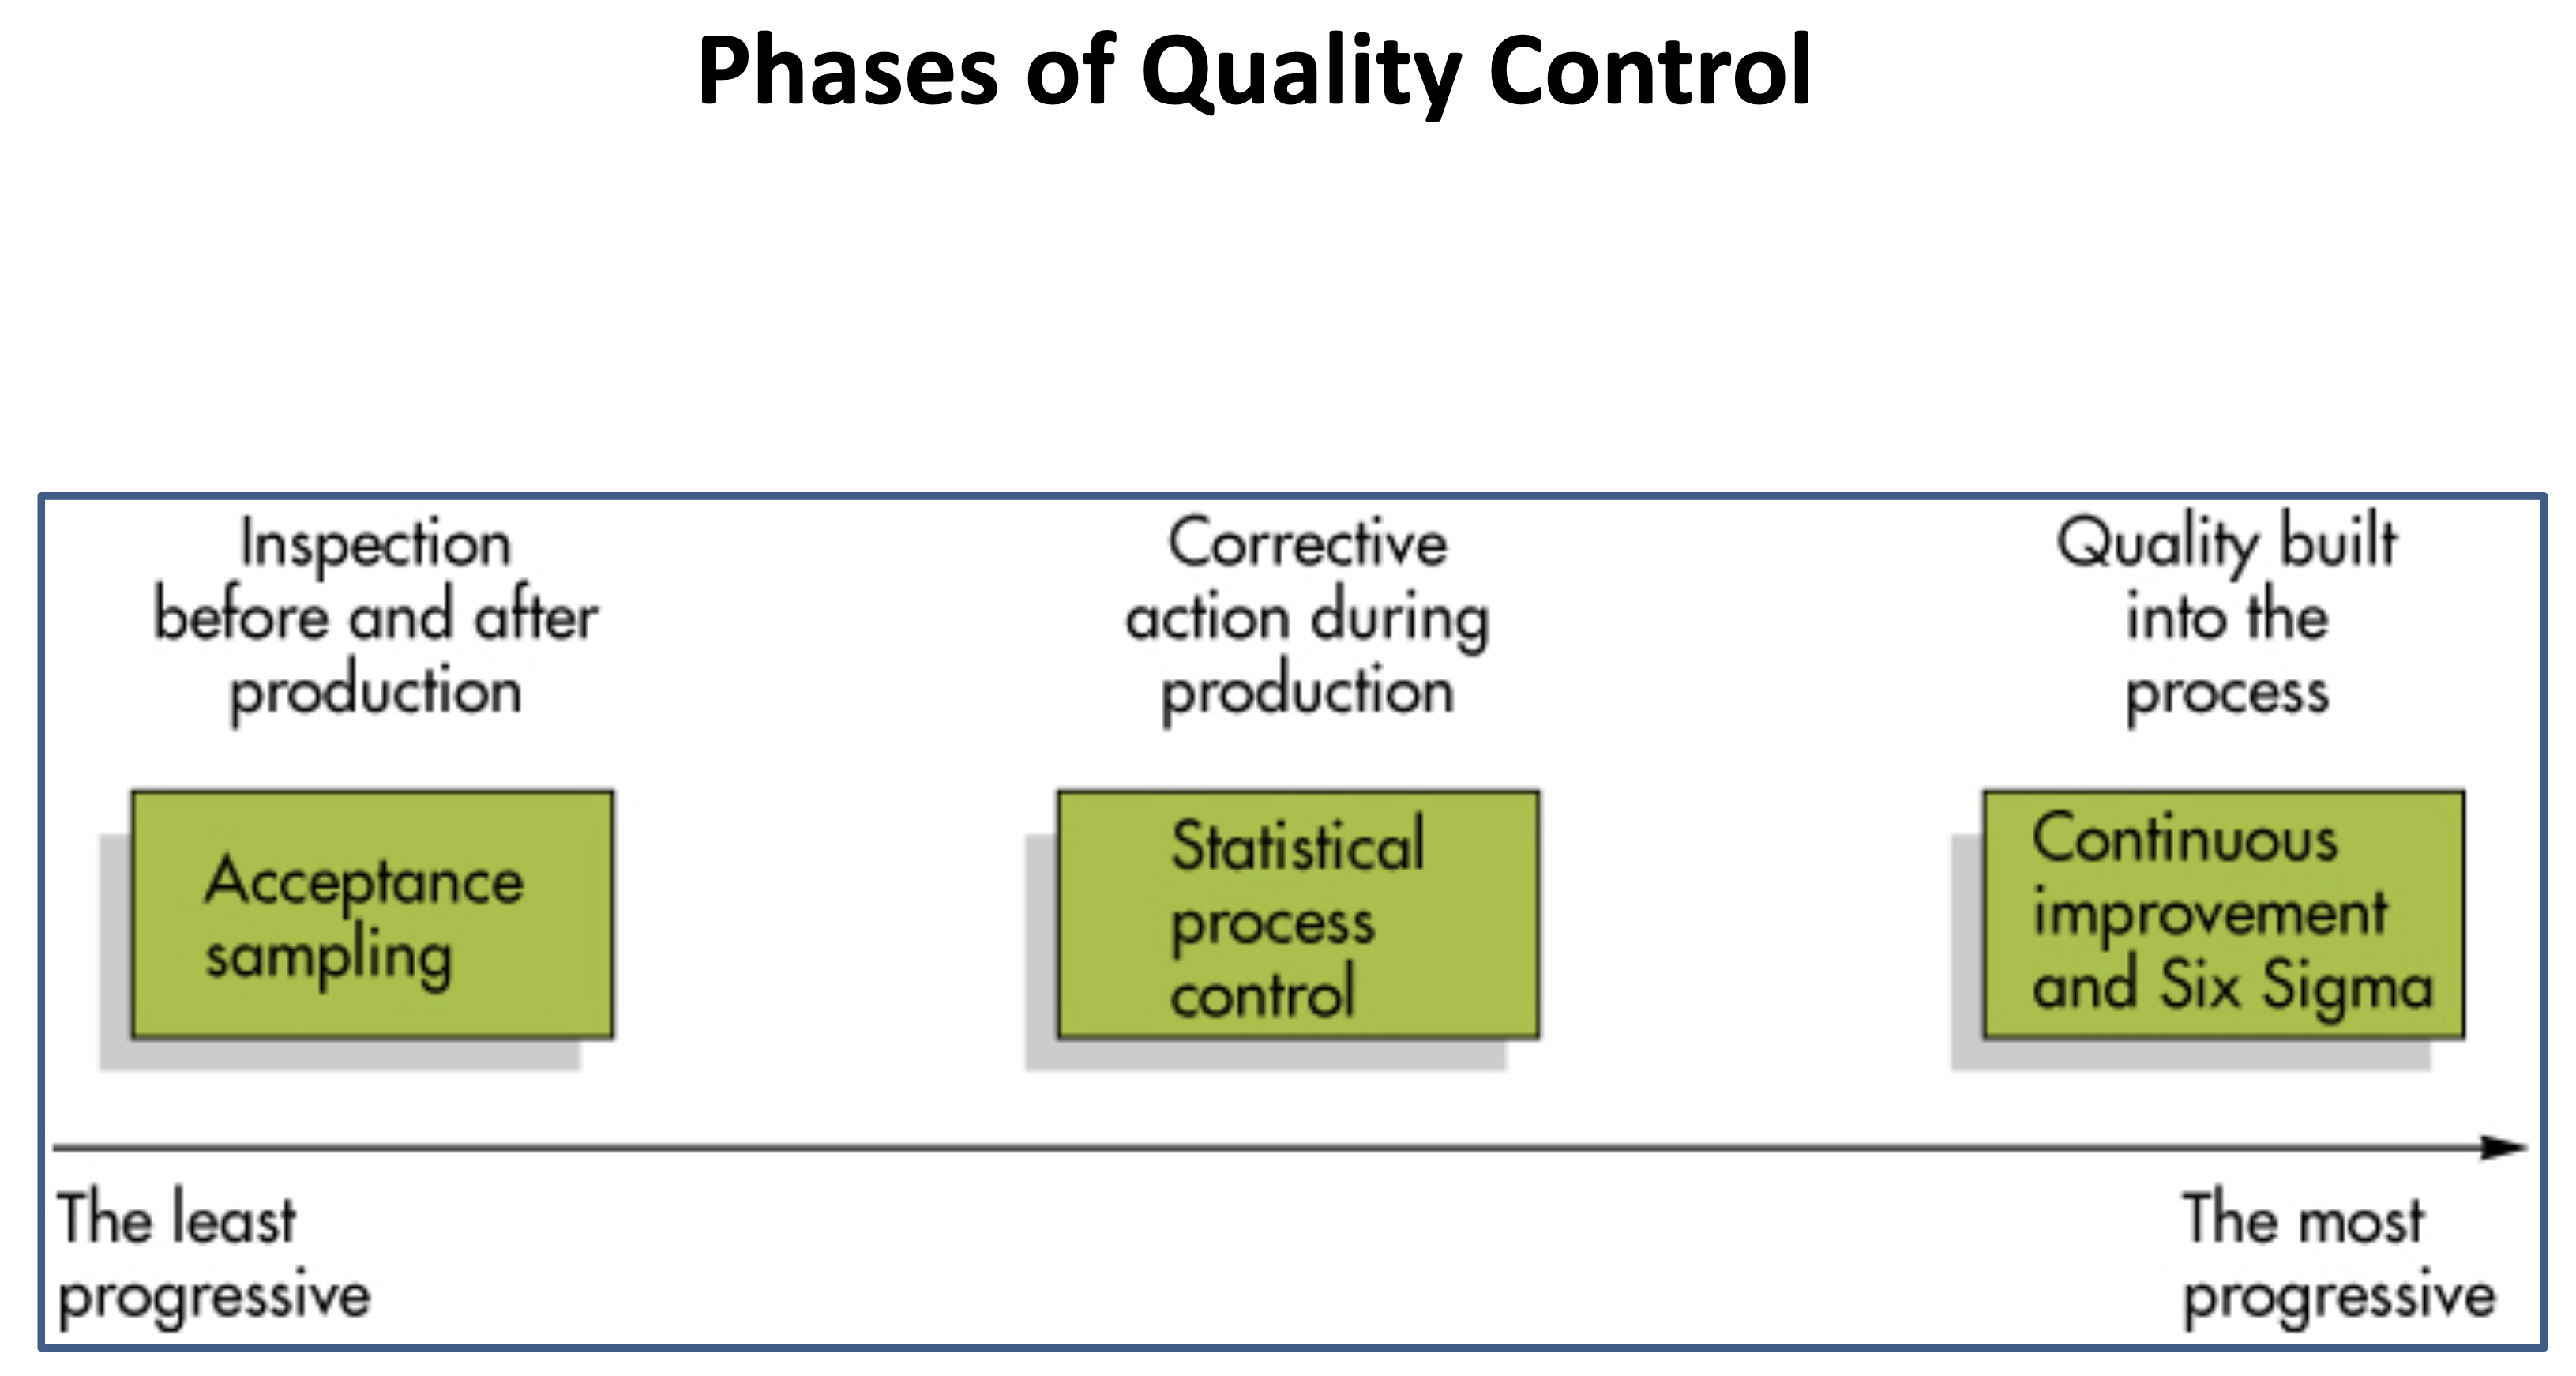 Phases of Quality Control
Inspection
before and after
production
Corrective
action during
production
Quality built
into the
process
Acceptance
sampling
Statistical
process
control
Continuous
improvement
and Six Sigma
The least
progressive
The most
progressive